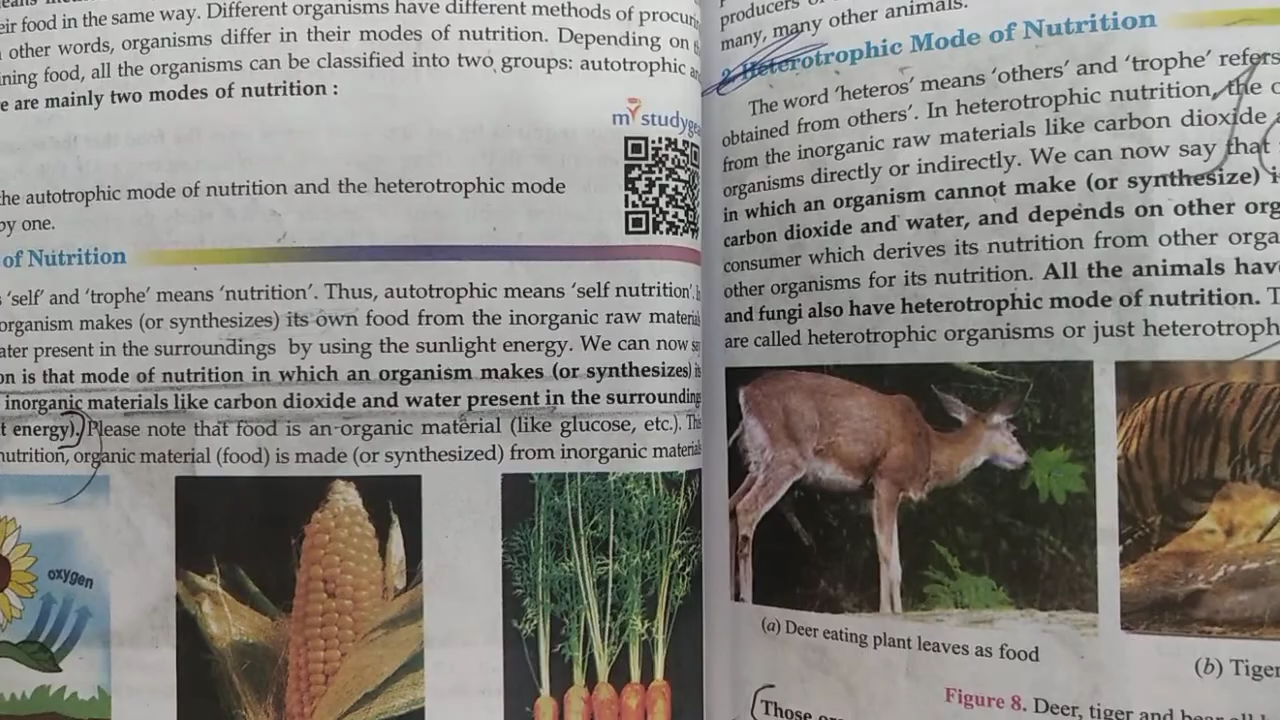 eir food in the same way. Different organisms have different methods of procuri
other words, organisms differ in their modes of nutrition. Depending on
ining food, all the organisms can be classified into two groups: autotrophic
e are mainly two modes of nutrition :
my studygea
the autotrophic mode of nutrition and the heterotrophic mode
by one.
of Nutrition
'self' and 'trophe' means 'nutrition'. Thus, autotrophic means 'self nutrition'.
organism makes (or synthesizes) its own food from the inorganic raw material
ater present in the surroundings by using the sunlight energy. We can now
on is that mode of nutrition in which an organism makes (or synthesizes)
inorganic materials like carbon dioxide and water present in the surrounding
t energy). Please note that food is an organic material (like glucose, etc.).
nutrition, organic material (food) is made (or synthesized) from inorganic material
oxygen
producers
many, many other animals.
2. Heterotrophic Mode of Nutrition
The word 'heteros' means 'others' and 'trophe' refers
obtained from others'. In heterotrophic nutrition, the
from the inorganic raw materials like carbon dioxide
organisms directly or indirectly. We can now say that
in which an organism cannot make (or synthesize)
carbon dioxide and water, and depends on other org
consumer which derives its nutrition from other orga
other organisms for its nutrition. All the animals have
and fungi also have heterotrophic mode of nutrition.
are called heterotrophic organisms or just heterotroph
(a) Deer eating plant leaves as food
(b) Tiger
Figure 8. Deer, tiger and
Those